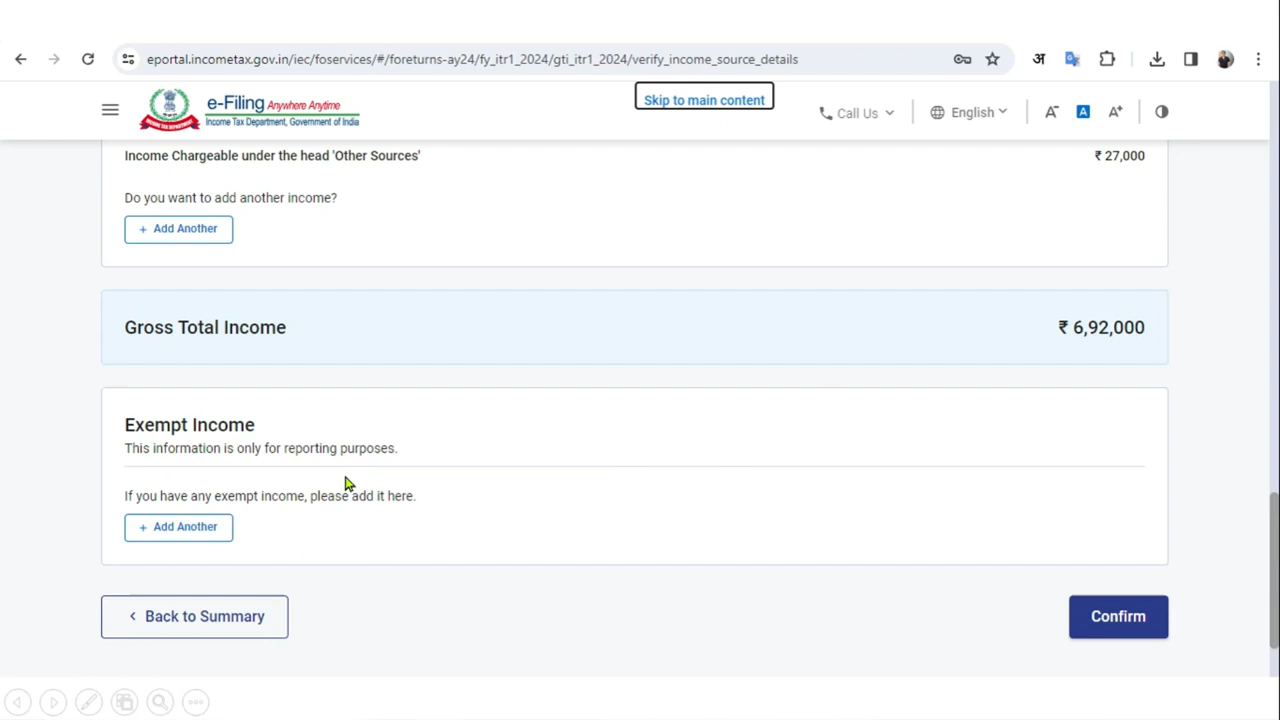 eportal.incometax.gov.in/iec/foservices/#/foreturns-ay24/fy_itr1_2024/gti_itr1_2024/verify_income_source_details
अ
e-Filing Anywhere Anytime
Income Tax Department, Government of India
Skip to main content
Call Us
English
A-
A
A+
Income Chargeable under the head 'Other Sources'
₹ 27,000
Do you want to add another income?
+ Add Another
Gross Total Income
₹ 6,92,000
Exempt Income
This information is only for reporting purposes.
If you have any exempt income, please add it here.
+ Add Another
< Back to Summary
Confirm